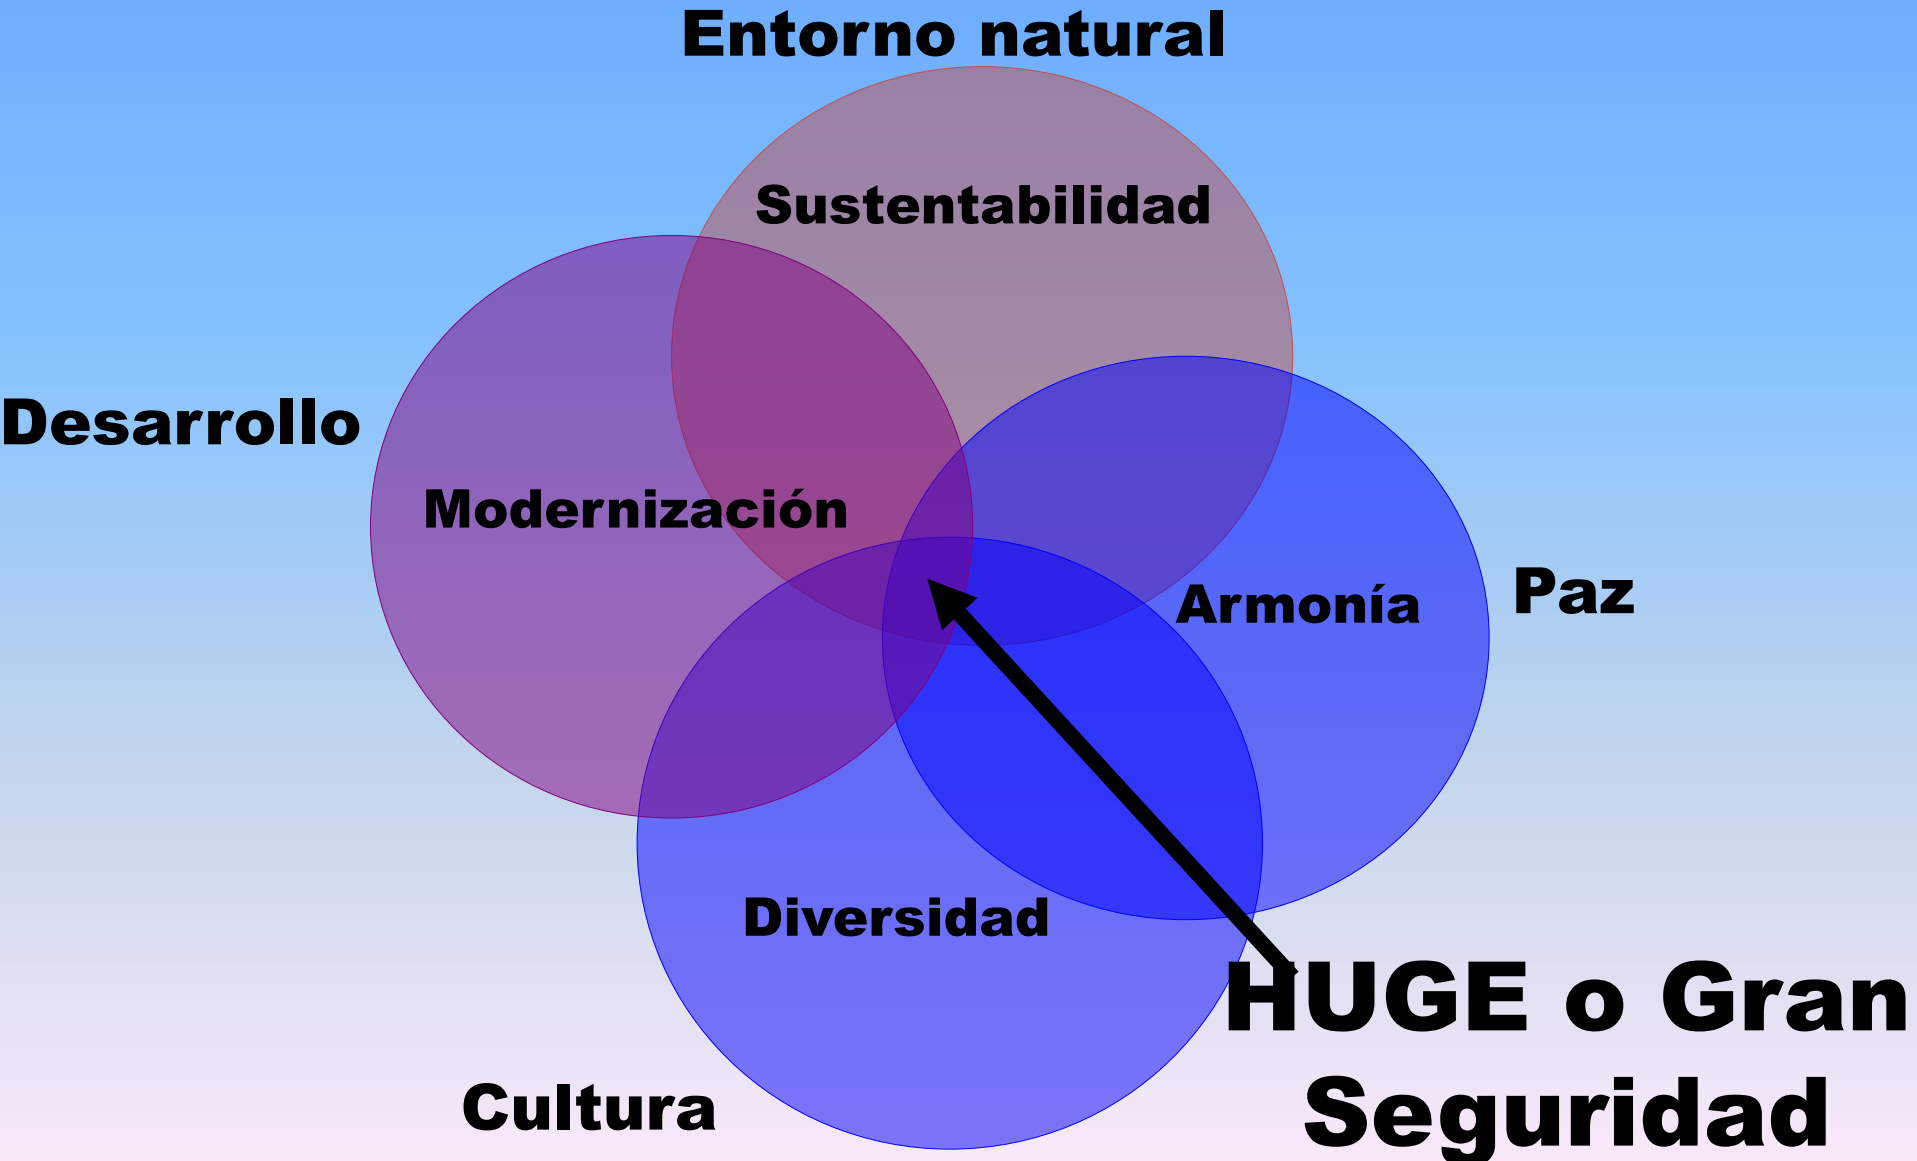 Entorno natural
Sustentabilidad
Desarrollo
Modernización
Armonía
Paz
Diversidad
HUGE o Gran
Seguridad
Cultura